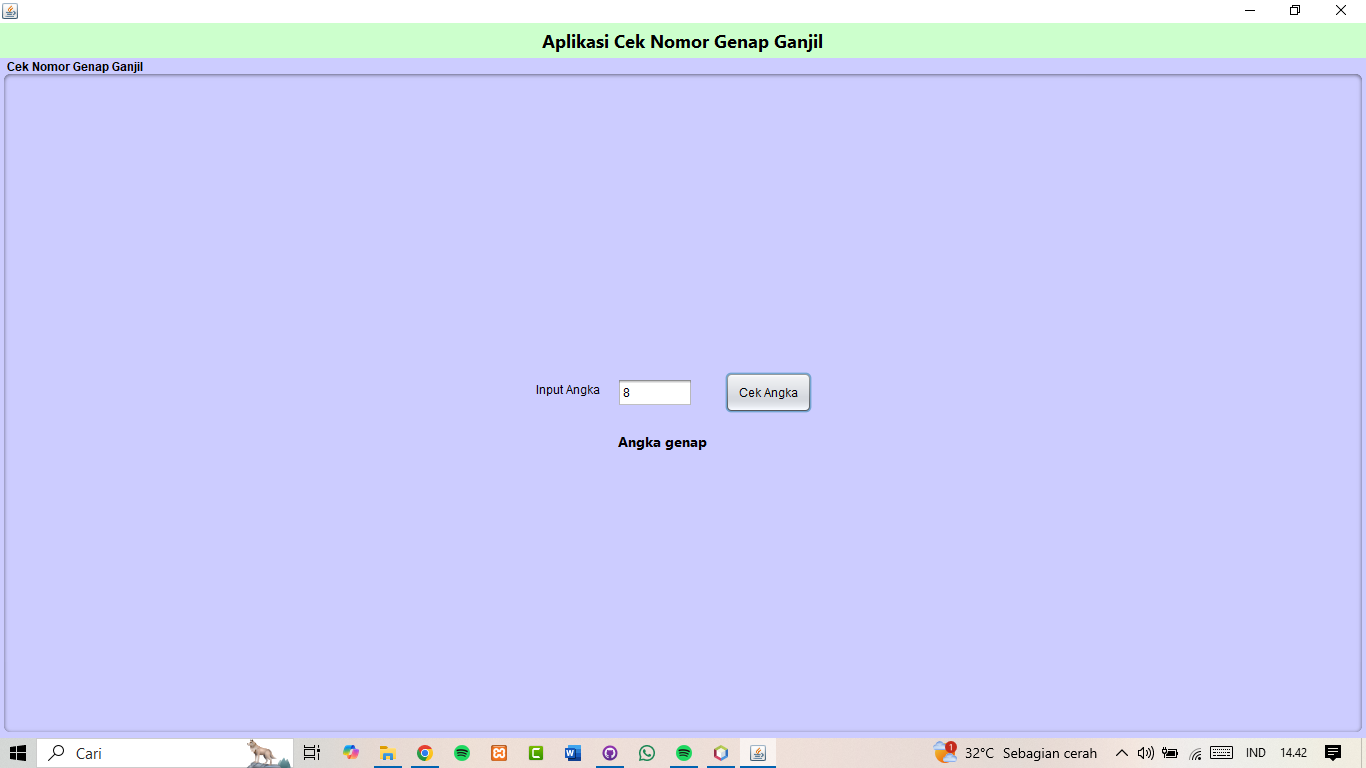 Aplikasi Cek Nomor Genap Ganjil
Cek Nomor Genap Ganjil
Input Angka 8 Cek Angka
Angka genap
Cari 1 32°C Sebagian cerah IND 14.42